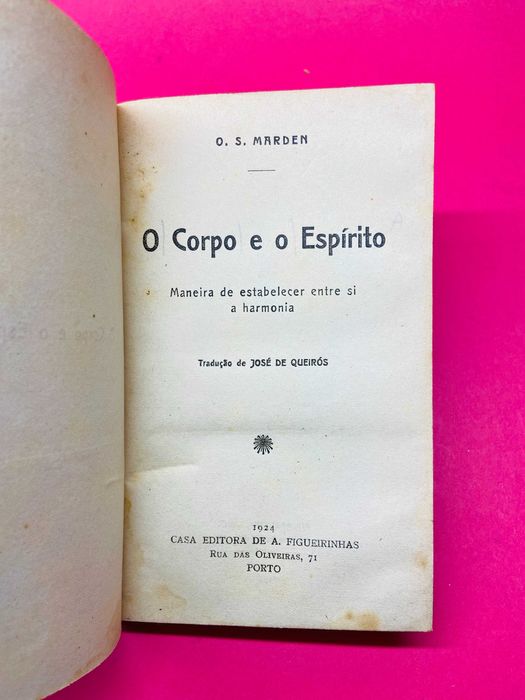 O. S. MARDEN
O Corpo e o Espírito
Maneira de estabelecer entre si
a harmonia
Tradução de JOSÉ DE QUEIRÓS
1924
CASA EDITORA DE A. FIGUEIRINHAS
RUA DAS OLIVEIRAS, 71
PORTO